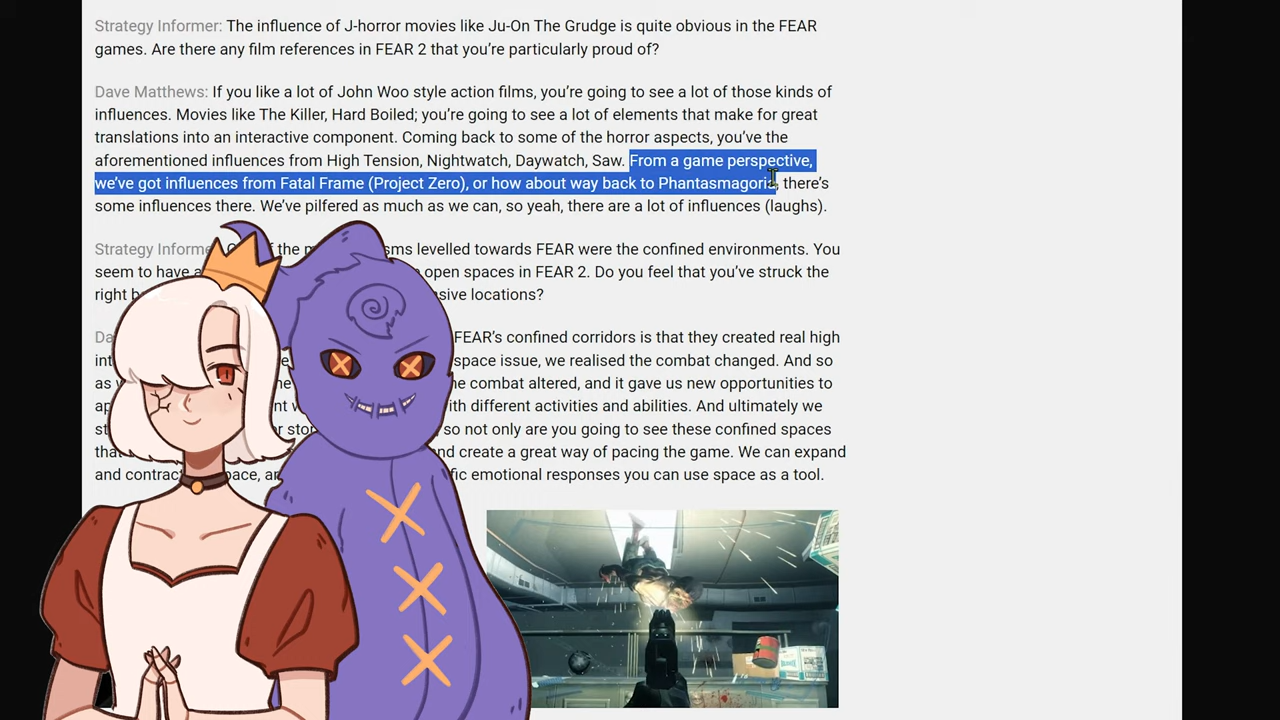 Strategy Informer: The influence of J-horror movies like Ju-On The Grudge is quite obvious in the FEAR
games. Are there any film references in FEAR 2 that you're particularly proud of?
Dave Matthews: If you like a lot of John Woo style action films, you're going to see a lot of those kinds of
influences. Movies like The Killer, Hard Boiled; you're going to see a lot of elements that make for great
translations into an interactive component. Coming back to some of the horror aspects, you've the
aforementioned influences from High Tension, Nightwatch, Daywatch, Saw. From a game perspective,
we've got influences from Fatal Frame (Project Zero), or how about way back to Phantasmagoria, there's
some influences there. We've pilfered as much as we can, so yeah, there are a lot of influences (laughs).
Strategy Informe of the levelled towards FEAR were the confined environments. You
seem to have a open spaces in FEAR 2. Do you feel that you've struck the
right locations?
FEAR's confined corridors is that they created real high
space issue, we realised the combat changed. And so
as combat altered, and it gave us new opportunities to
with different activities and abilities. And ultimately we
so not only are you going to see these confined spaces
and create a great way of pacing the game. We can expand
and contrac emotional responses you can use space as a tool.